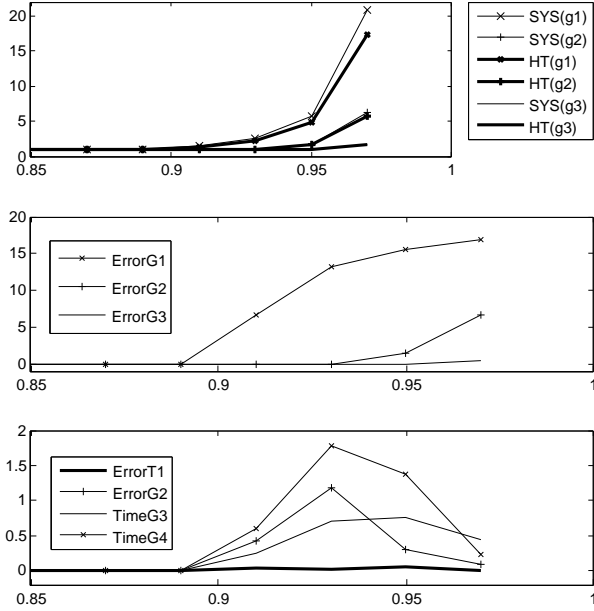 20
15
10
5
0
0.85
0.9
0.95
1
SYS(g1)
SYS(g2)
HT(g1)
HT(g2)
SYS(g3)
HT(g3)
20
15
10
5
0
0.85
0.9
0.95
1
ErrorG1
ErrorG2
ErrorG3
2
1.5
1
0.5
0
0.85
0.9
0.95
1
ErrorT1
ErrorG2
TimeG3
TimeG4